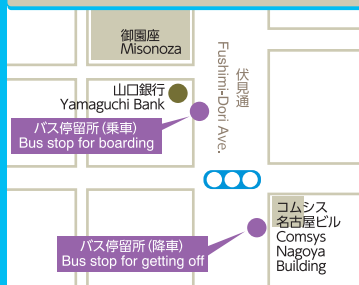 御園座
Misonoza
伏見通
Fushimi-Dori Ave.
山口銀行
Yamaguchi Bank
バス停留所（乗車）
Bus stop for boarding
コムシス
名古屋ビル
Comsys
Nagoya
Building
バス停留所（降車）
Bus stop for getting off